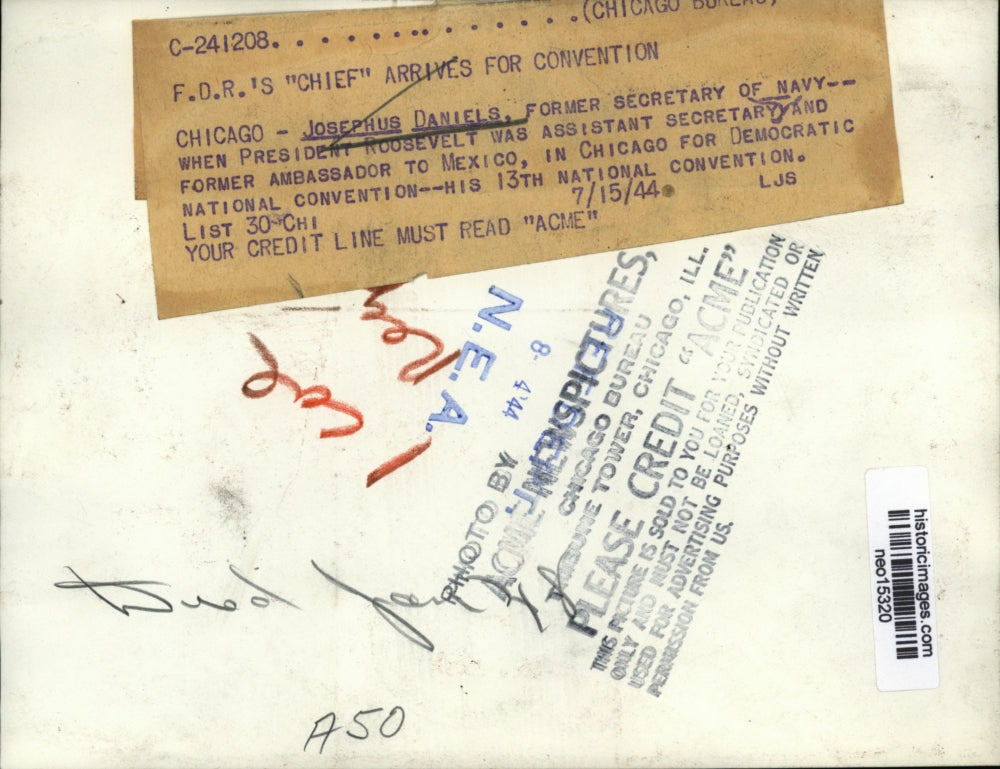 C-241208. . . . . . . . . . . . . . (CHICAGO BUREAU)
F.D.R.'S "CHIEF" ARRIVES FOR CONVENTION
CHICAGO - JOSEPHUS DANIELS, FORMER SECRETARY OF NAVY--
WHEN PRESIDENT ROOSEVELT WAS ASSISTANT SECRETARY AND
FORMER AMBASSADOR TO MEXICO, IN CHICAGO FOR DEMOCRATIC
NATIONAL CONVENTION--HIS 13TH NATIONAL CONVENTION.
LIST 30-CHI 7/15/44 LJS
YOUR CREDIT LINE MUST READ "ACME"
1 Col
N.E.A.
8- 4'44
PHOTO BY
ACME NEWSPICTURES,
CHICAGO BUREAU
TRIBUNE TOWER, CHICAGO, ILL.
PLEASE CREDIT "ACME"
THIS PICTURE IS SOLD TO YOU FOR YOUR PUBLICATION
ONLY AND MUST NOT BE LOANED, SYNDICATED OR
USED FOR ADVERTISING PURPOSES WITHOUT WRITTEN
PERMISSION FROM US.
A50
historicimages.com
neo15320